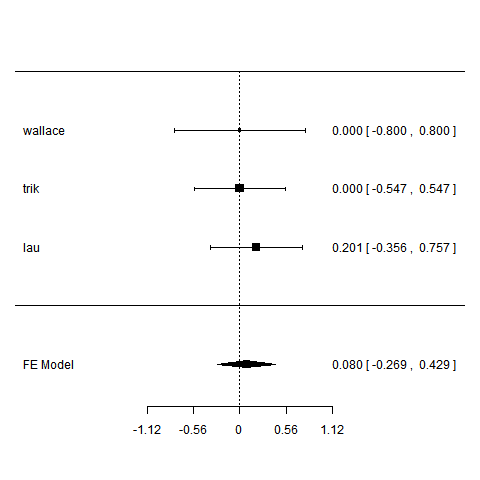 wallace 0.000 [ -0.800 , 0.800 ]
trik 0.000 [ -0.547 , 0.547 ]
lau 0.201 [ -0.356 , 0.757 ]
FE Model 0.080 [ -0.269 , 0.429 ]
-1.12 -0.56 0 0.56 1.12